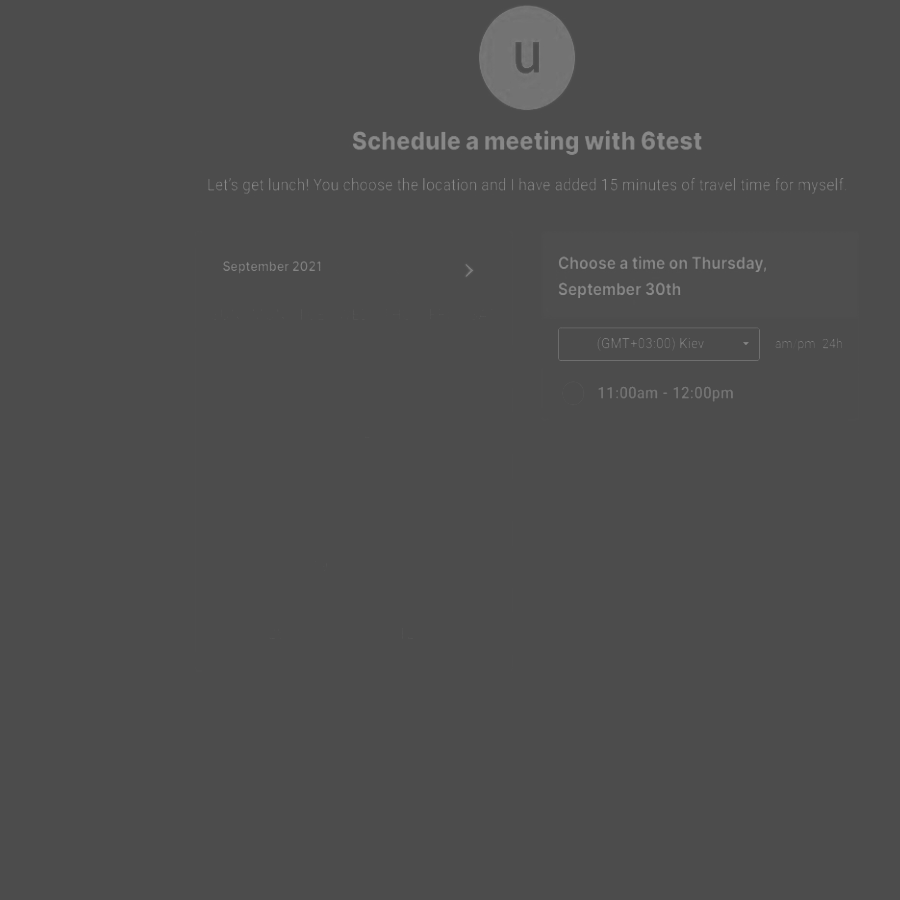 u
Schedule a meeting with 6test
Let's get lunch! You choose the location and I have added 15 minutes of travel time for myself.
September 2021
Choose a time on Thursday,
September 30th
(GMT+03:00) Kiev
am/pm 24h
11:00am - 12:00pm